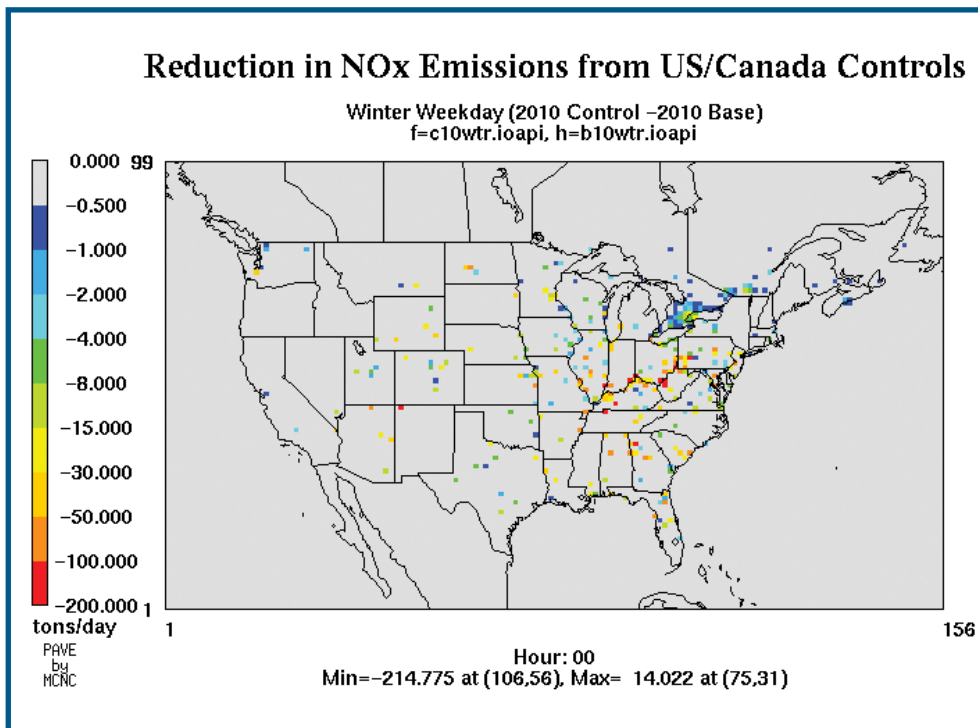 Reduction in NOx Emissions from US/Canada Controls
Winter Weekday (2010 Control −2010 Base)
f=c10wtr.ioapi, h=b10wtr.ioapi
0.000
−0.500
−1.000
−2.000
−4.000
−8.000
−15.000
−30.000
−50.000
−100.000
−200.000
tons/day
PAVE
by
MCNC
99
1
1
156
Hour: 00
Min=−214.775 at (106,56), Max= 14.022 at (75,31)